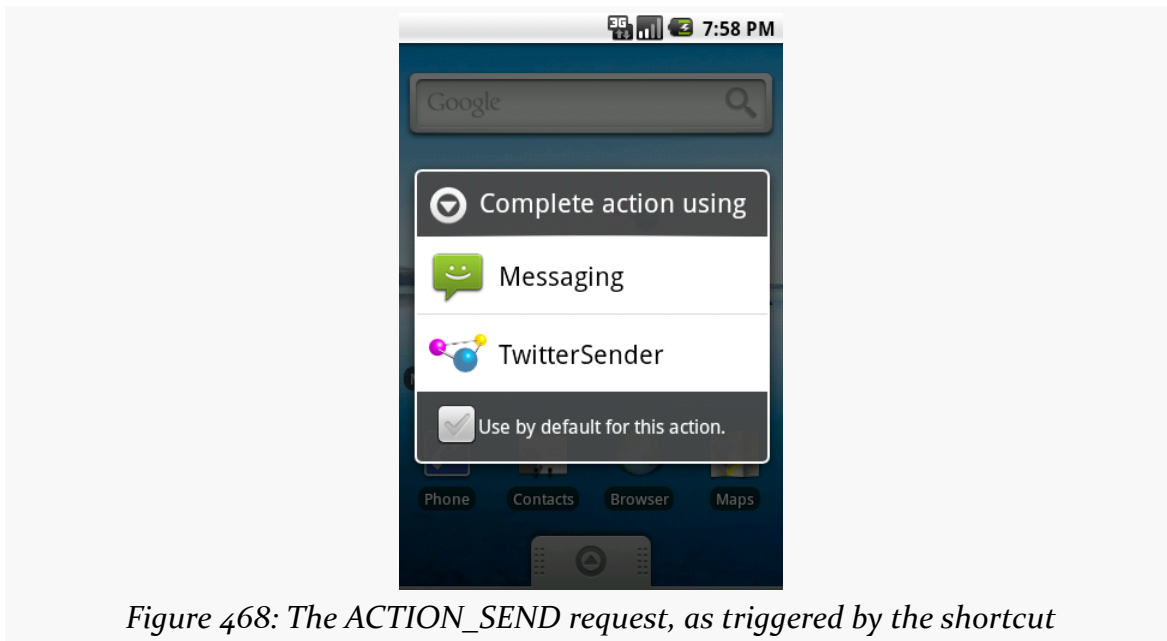 3G 7:58 PM
Google
Complete action using
Messaging
TwitterSender
Use by default for this action.
Phone Contacts Browser Maps
Figure 468: The ACTION_SEND request, as triggered by the shortcut